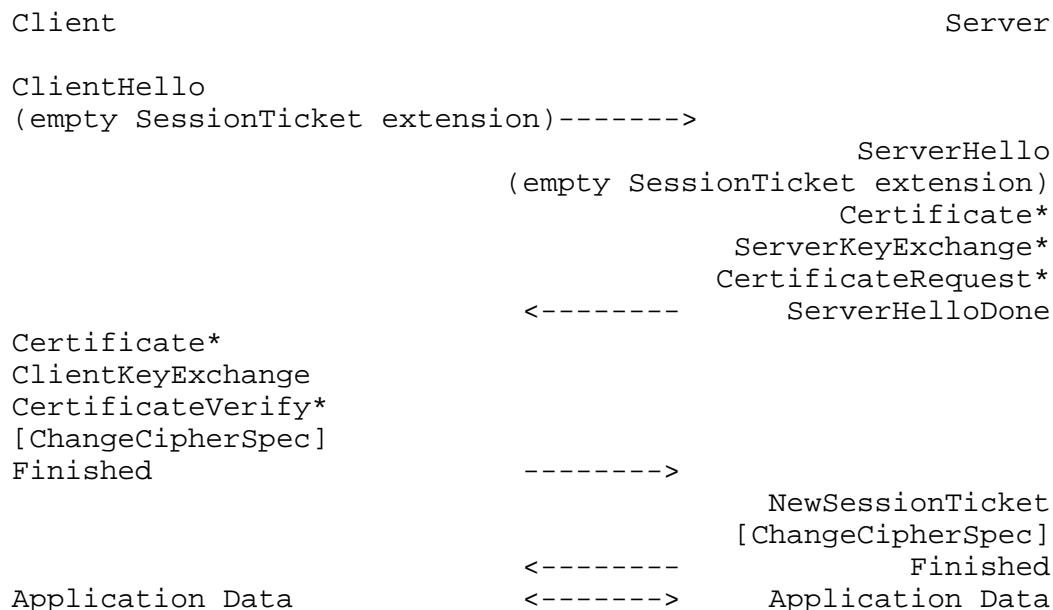 Client                                               Server

ClientHello
(empty SessionTicket extension)------->
                                                ServerHello
                            (empty SessionTicket extension)
                                               Certificate*
                                         ServerKeyExchange*
                                        CertificateRequest*
                             <--------      ServerHelloDone
Certificate*
ClientKeyExchange
CertificateVerify*
[ChangeCipherSpec]
Finished                     -------->
                                           NewSessionTicket
                                         [ChangeCipherSpec]
                             <--------             Finished
Application Data             <------->     Application Data